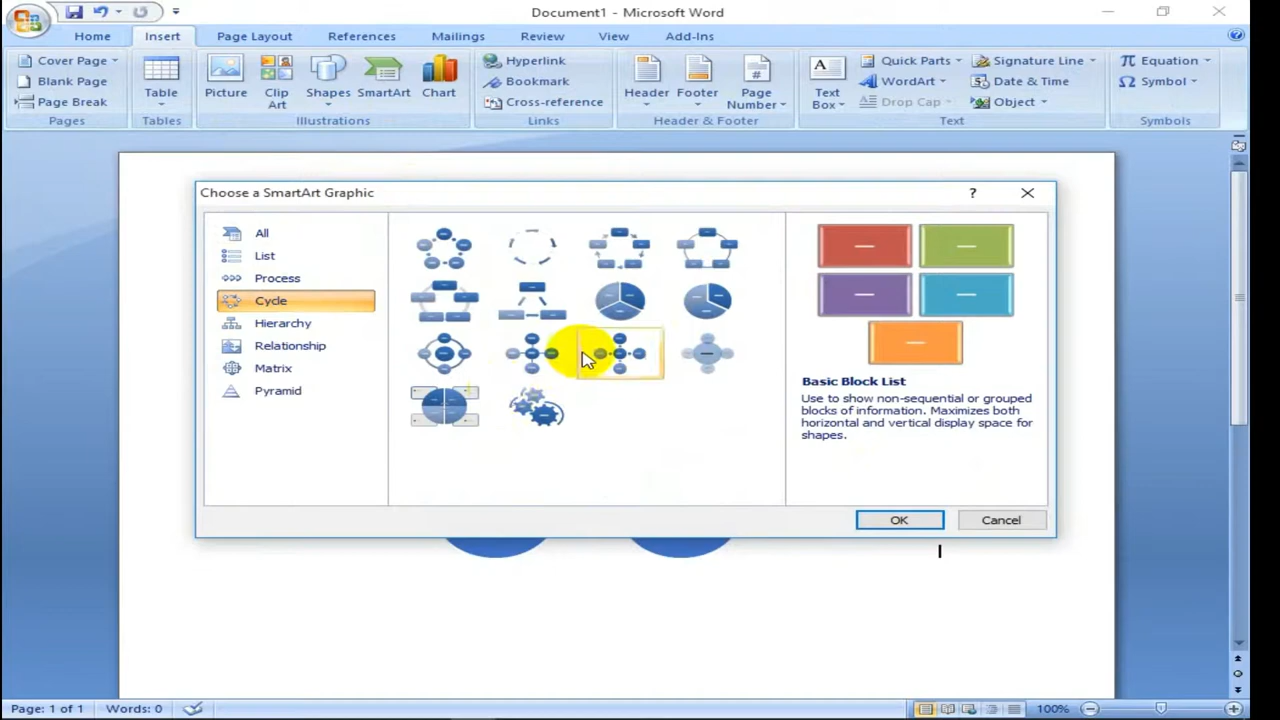 Document1 - Microsoft Word
Home Insert Page Layout References Mailings Review View Add-Ins
Cover Page
Blank Page
Page Break
Pages
Table
Tables
Picture
Clip Art
Shapes
SmartArt
Chart
Illustrations
Hyperlink
Bookmark
Cross-reference
Links
Header
Footer
Page Number
Header & Footer
Text Box
Quick Parts
WordArt
Drop Cap
Signature Line
Date & Time
Object
Text
Equation
Symbol
Symbols
Choose a SmartArt Graphic
All
List
Process
Cycle
Hierarchy
Relationship
Matrix
Pyramid
Basic Block List
Use to show non-sequential or grouped
blocks of information. Maximizes both
horizontal and vertical display space for
shapes.
OK Cancel
Page: 1 of 1 Words: 0 100%